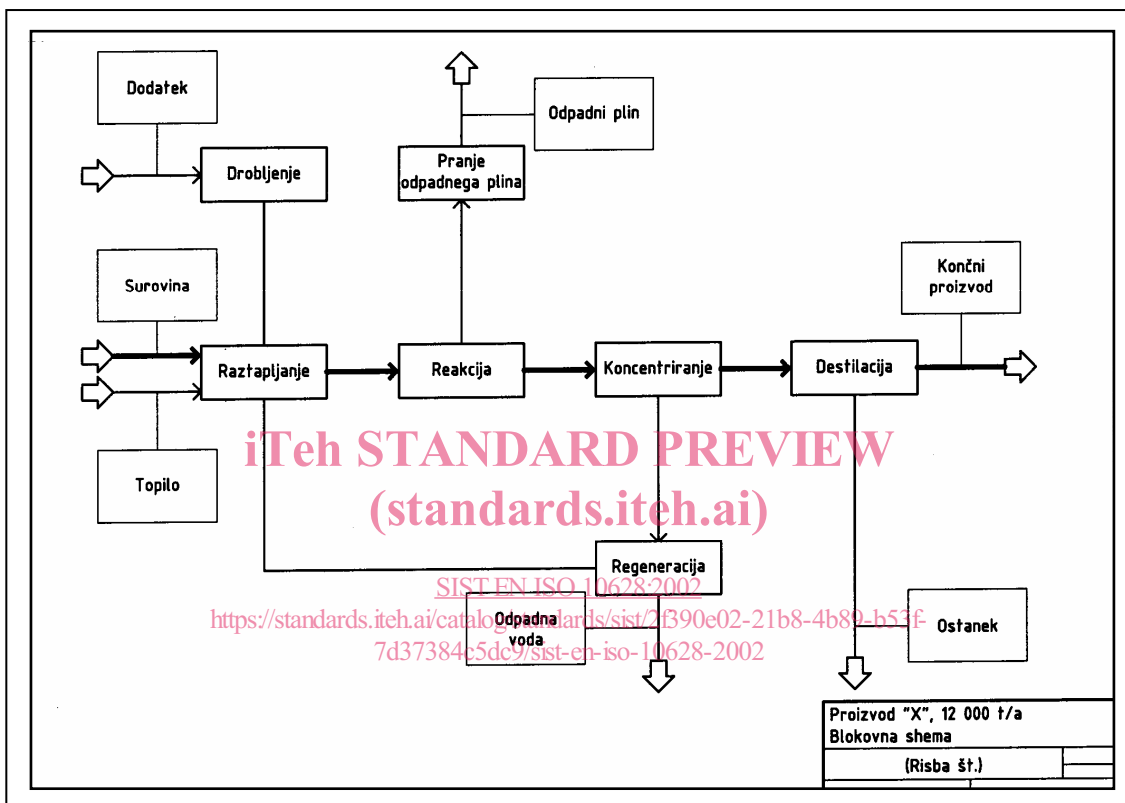 Dodatek
Odpadni plin
Drobljenje
Pranje
odpadnega plina
Surovina
Končni
proizvod
Raztapljanje
Reakcija
Koncentriranje
Destilacija
Topilo
iTeh STANDARD PREVIEW
(standards.iteh.ai)
Regeneracija
SIST EN ISO 10628:2002
https://standards.iteh.ai/catalog/standards/sist/2f390e02-21b8-4b89-b53f-
7d37384c5dc9/sist-en-iso-10628-2002
Odpadna
voda
Ostanek
Proizvod "X", 12 000 t/a
Blokovna shema
(Risba št.)